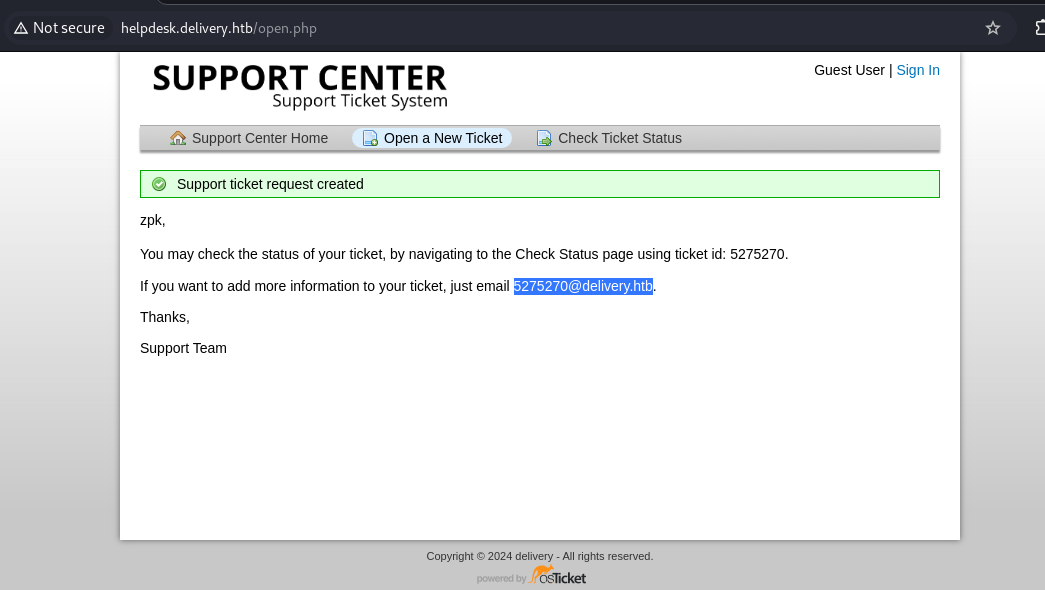 Not secure helpdesk.delivery.htb/open.php
SUPPORT CENTER
Support Ticket System
Guest User | Sign In
Support Center Home Open a New Ticket Check Ticket Status
Support ticket request created
zpk,
You may check the status of your ticket, by navigating to the Check Status page using ticket id: 5275270.
If you want to add more information to your ticket, just email 5275270@delivery.htb.
Thanks,
Support Team
Copyright © 2024 delivery - All rights reserved.
powered by osTicket